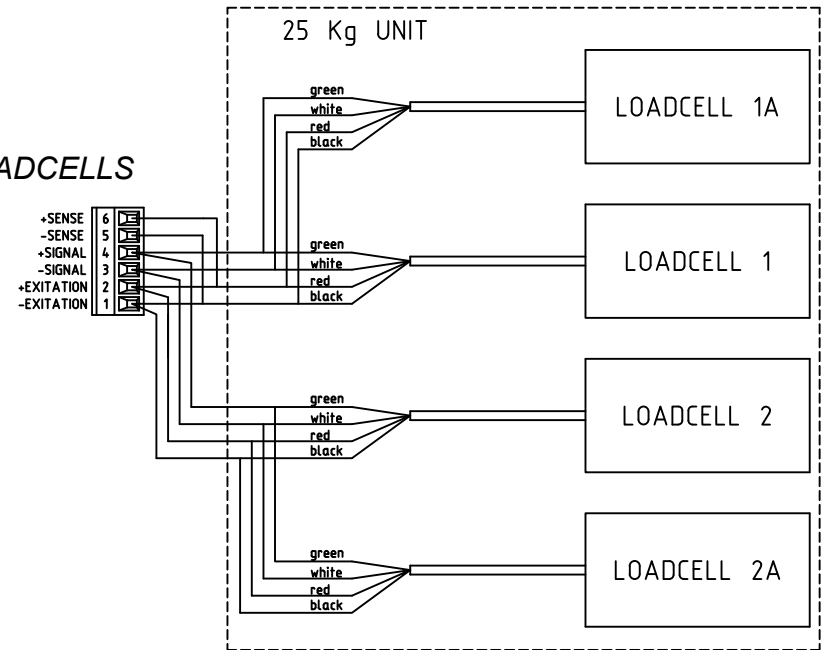 25 Kg UNIT
green
white
red
black
LOADCELL 1A
ADCELLS
+SENSE 6
-SENSE 5
+SIGNAL 4
-SIGNAL 3
+EXITATION 2
-EXITATION 1
green
white
red
black
LOADCELL 1
green
white
red
black
LOADCELL 2
green
white
red
black
LOADCELL 2A